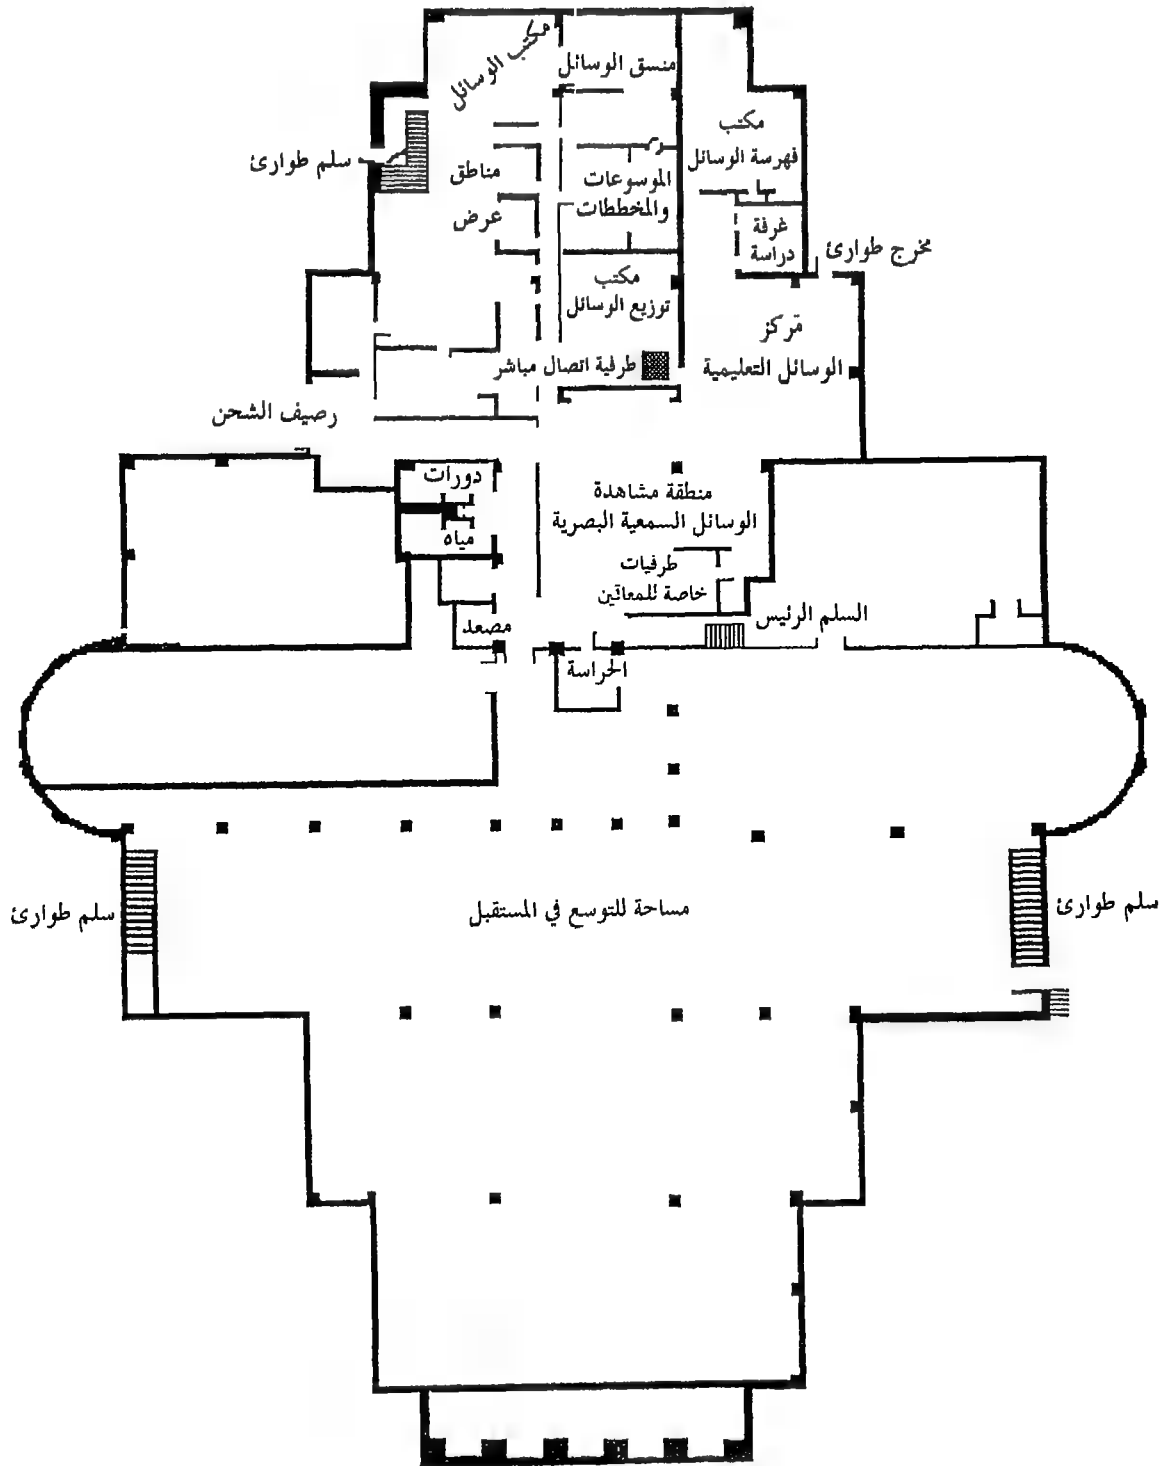 مكتب الوسائل
منسق الوسائل
مكتب
فهرسة الوسائل
سلم طوارئ
مناطق
عرض
الموسوعات
والمخططات
غرفة
دراسة
مخرج طوارئ
مكتب
توزيع الوسائل
مركز
الوسائل التعليمية
طرفية اتصال مباشر
رصيف الشحن
دورات
مياه
منطقة مشاهدة
الوسائل السمعية البصرية
طرفيات
خاصة للمعاقين
السلم الرئيس
مصعد
الحراسة
سلم طوارئ
مساحة للتوسع في المستقبل
سلم طوارئ